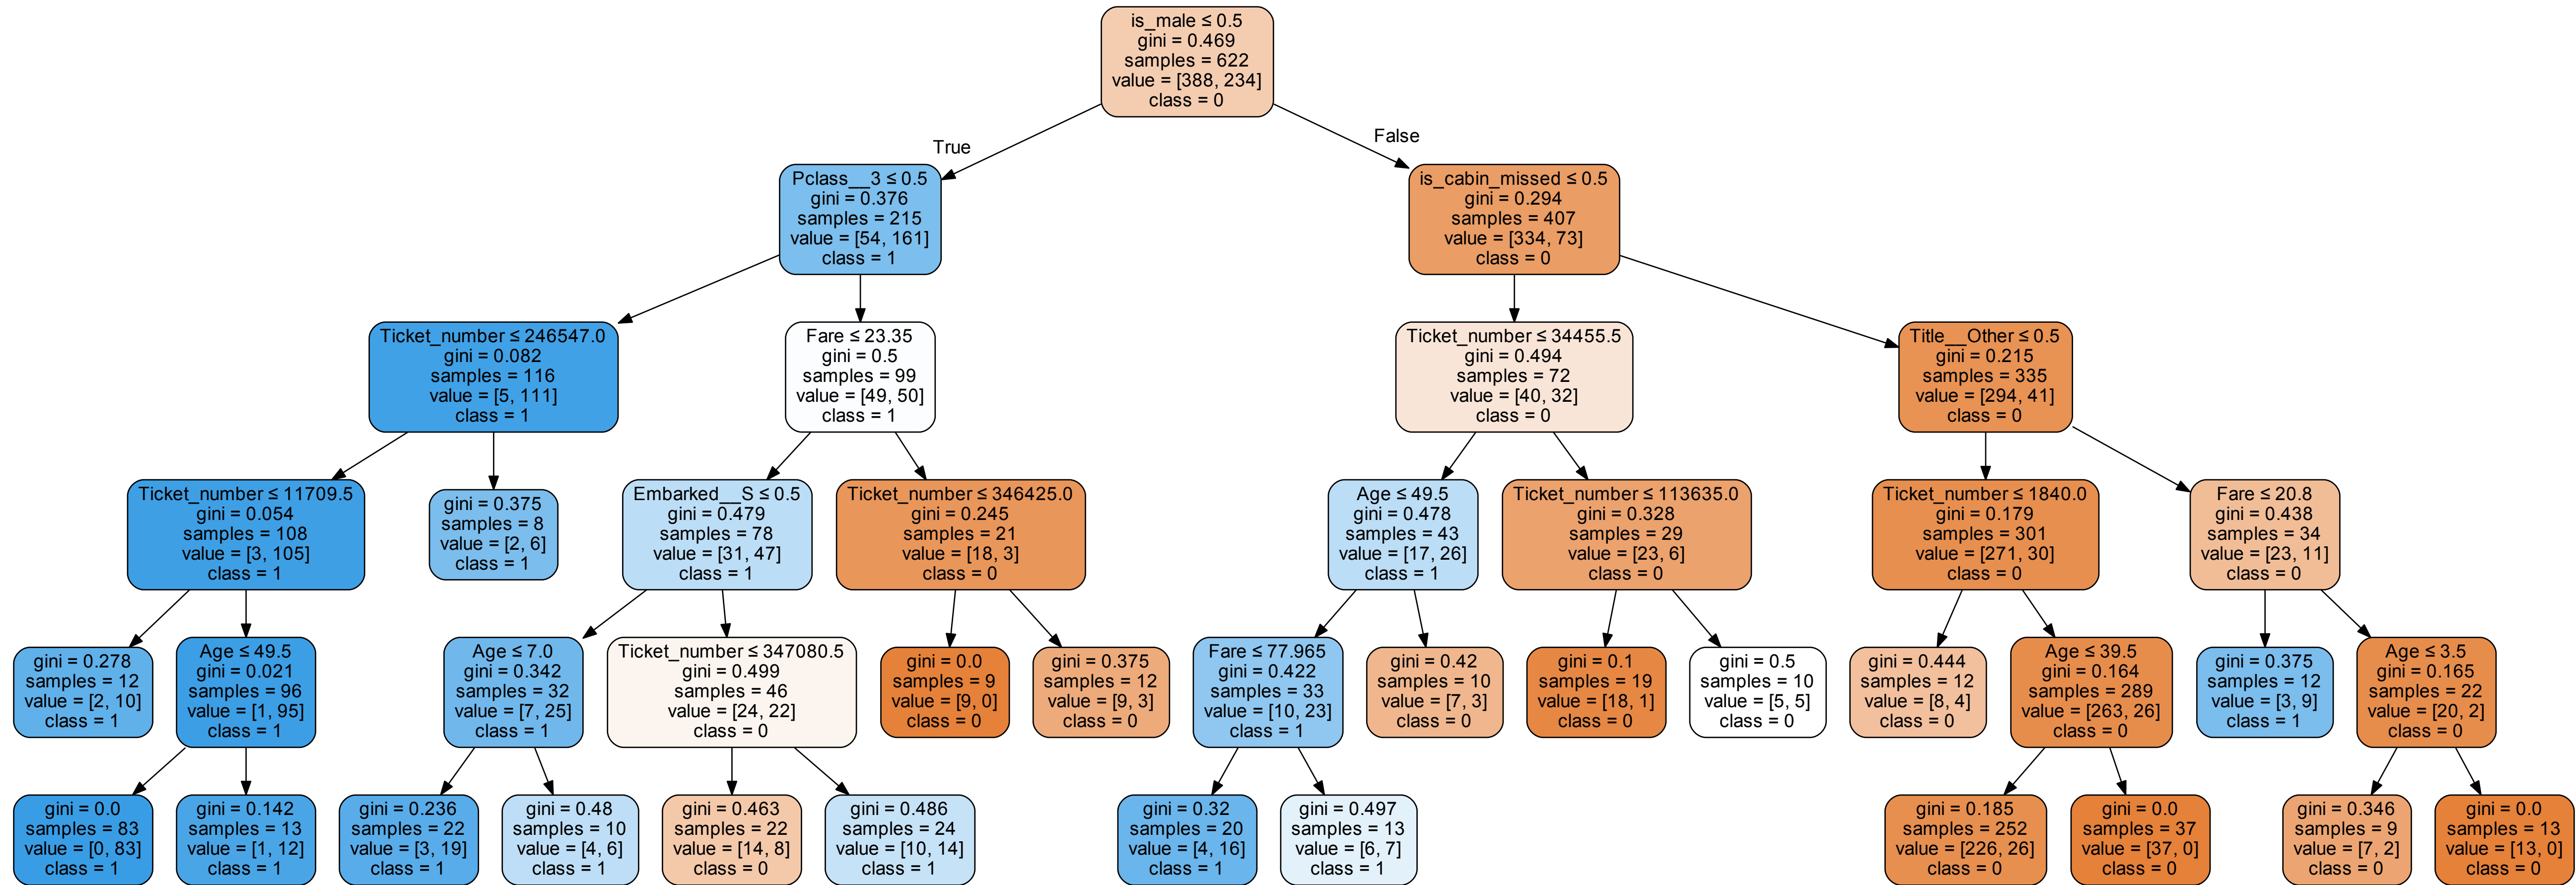 is_male ≤ 0.5
gini = 0.469
samples = 622
value = [388, 234]
class = 0
True
False
Pclass__3 ≤ 0.5
gini = 0.376
samples = 215
value = [54, 161]
class = 1
is_cabin_missed ≤ 0.5
gini = 0.294
samples = 407
value = [334, 73]
class = 0
Ticket_number ≤ 246547.0
gini = 0.082
samples = 116
value = [5, 111]
class = 1
Fare ≤ 23.35
gini = 0.5
samples = 99
value = [49, 50]
class = 1
Ticket_number ≤ 34455.5
gini = 0.494
samples = 72
value = [40, 32]
class = 0
Title__Other ≤ 0.5
gini = 0.215
samples = 335
value = [294, 41]
class = 0
Ticket_number ≤ 11709.5
gini = 0.054
samples = 108
value = [3, 105]
class = 1
gini = 0.375
samples = 8
value = [2, 6]
class = 1
Embarked__S ≤ 0.5
gini = 0.479
samples = 78
value = [31, 47]
class = 1
Ticket_number ≤ 346425.0
gini = 0.245
samples = 21
value = [18, 3]
class = 0
Age ≤ 49.5
gini = 0.478
samples = 43
value = [17, 26]
class = 1
Ticket_number ≤ 113635.0
gini = 0.328
samples = 29
value = [23, 6]
class = 0
Ticket_number ≤ 1840.0
gini = 0.179
samples = 301
value = [271, 30]
class = 0
Fare ≤ 20.8
gini = 0.438
samples = 34
value = [23, 11]
class = 0
gini = 0.278
samples = 12
value = [2, 10]
class = 1
Age ≤ 49.5
gini = 0.021
samples = 96
value = [1, 95]
class = 1
Age ≤ 7.0
gini = 0.342
samples = 32
value = [7, 25]
class = 1
Ticket_number ≤ 347080.5
gini = 0.499
samples = 46
value = [24, 22]
class = 0
gini = 0.0
samples = 9
value = [9, 0]
class = 0
gini = 0.375
samples = 12
value = [9, 3]
class = 0
Fare ≤ 77.965
gini = 0.422
samples = 33
value = [10, 23]
class = 1
gini = 0.42
samples = 10
value = [7, 3]
class = 0
gini = 0.1
samples = 19
value = [18, 1]
class = 0
gini = 0.5
samples = 10
value = [5, 5]
class = 0
gini = 0.444
samples = 12
value = [8, 4]
class = 0
Age ≤ 39.5
gini = 0.164
samples = 289
value = [263, 26]
class = 0
gini = 0.375
samples = 12
value = [3, 9]
class = 1
Age ≤ 3.5
gini = 0.165
samples = 22
value = [20, 2]
class = 0
gini = 0.0
samples = 83
value = [0, 83]
class = 1
gini = 0.142
samples = 13
value = [1, 12]
class = 1
gini = 0.236
samples = 22
value = [3, 19]
class = 1
gini = 0.48
samples = 10
value = [4, 6]
class = 1
gini = 0.463
samples = 22
value = [14, 8]
class = 0
gini = 0.486
samples = 24
value = [10, 14]
class = 1
gini = 0.32
samples = 20
value = [4, 16]
class = 1
gini = 0.497
samples = 13
value = [6, 7]
class = 1
gini = 0.185
samples = 252
value = [226, 26]
class = 0
gini = 0.0
samples = 37
value = [37, 0]
class = 0
gini = 0.346
samples = 9
value = [7, 2]
class = 0
gini = 0.0
samples = 13
value = [13, 0]
class = 0